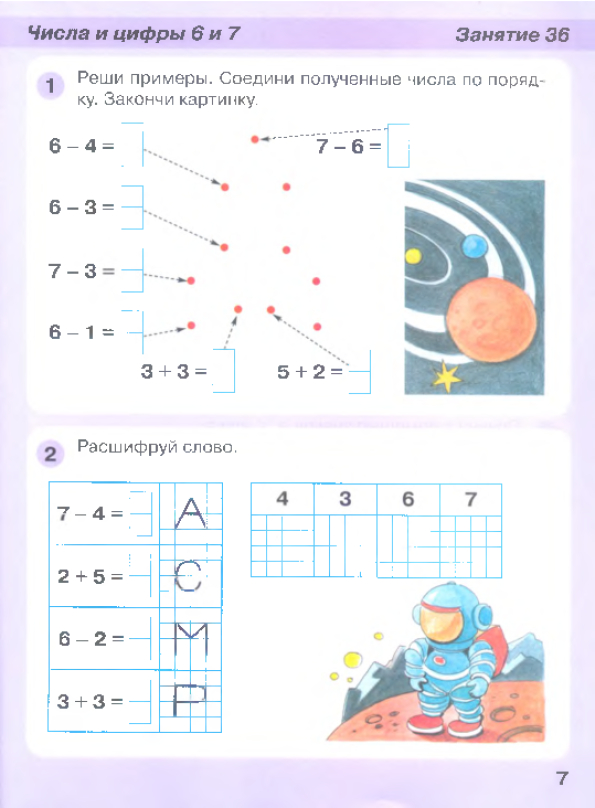 Числа и цифры 6 и 7
Занятие 36
1
Реши примеры. Соедини полученные числа по поряд-
ку. Закончи картинку.
6 – 4 =
7 – 6 =
6 – 3 =
7 – 3 =
6 – 1 =
3 + 3 =
5 + 2 =
2
Расшифруй слово.
7 – 4 = А
2 + 5 = С
6 – 2 = М
3 + 3 = Р
4 3 6 7
7